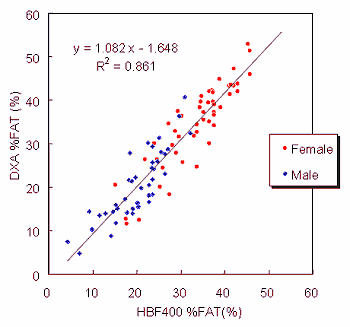 60
y = 1.082x - 1.648
R² = 0.861
50
40
30
20
10
0
DXA %FAT (%)
Female
Male
0 10 20 30 40 50 60
HBF400 %FAT(%)